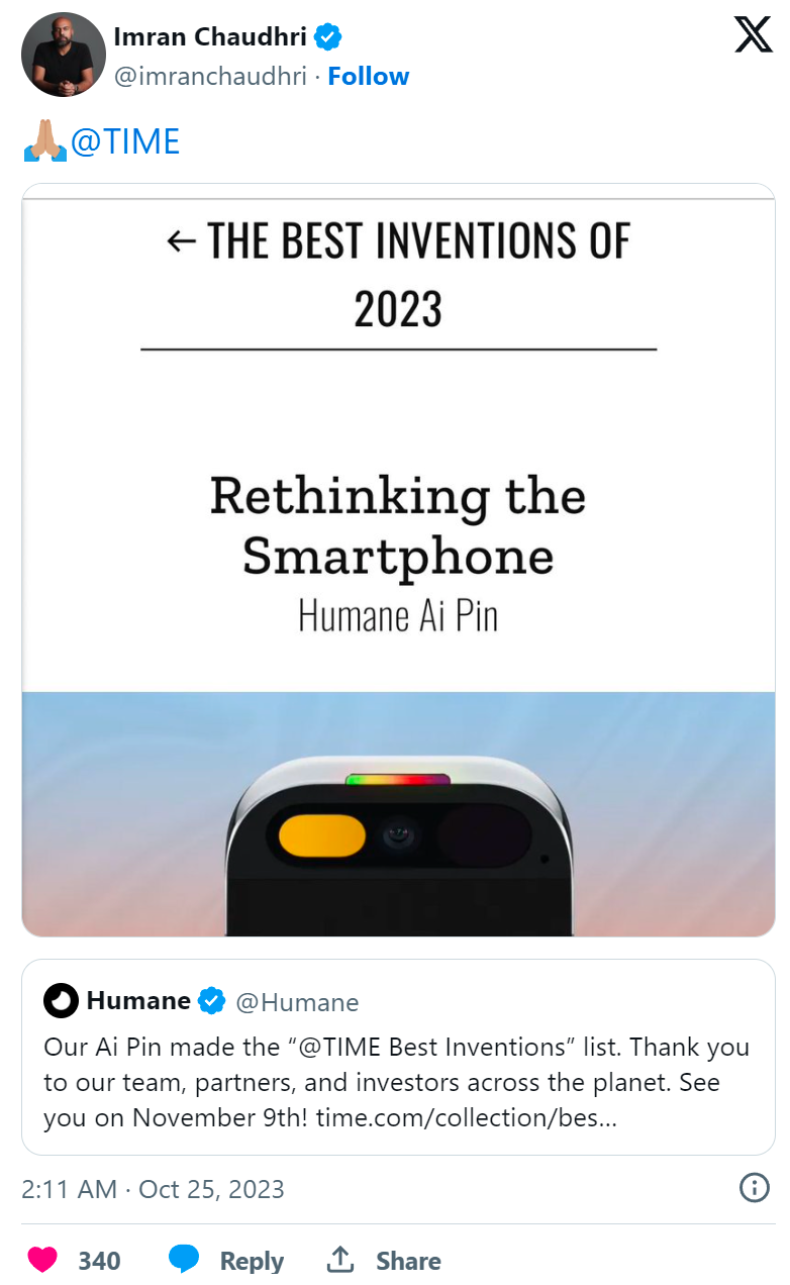 Imran Chaudhri
@imranchaudhri · Follow
🙏🏽@TIME
← THE BEST INVENTIONS OF
2023
Rethinking the
Smartphone
Humane Ai Pin
Humane @Humane
Our Ai Pin made the “@TIME Best Inventions” list. Thank you
to our team, partners, and investors across the planet. See
you on November 9th! time.com/collection/bes…
2:11 AM · Oct 25, 2023
340 Reply Share